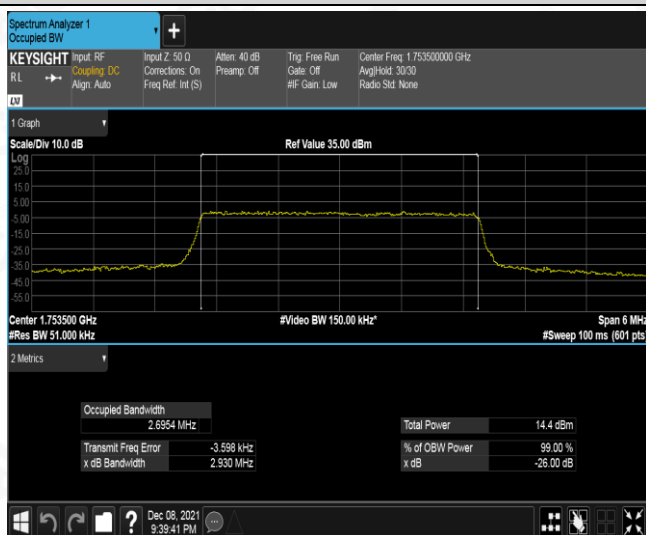 Spectrum Analyzer 1
Occupied BW
KEYSIGHT
R L
LXI
Input: RF
Coupling: DC
Align: Auto
Input Z: 50 Ω
Corrections: On
Freq Ref: Int (S)
Atten: 40 dB
Preamp: Off
Trig: Free Run
Gate: Off
#IF Gain: Low
Center Freq: 1.753500000 GHz
Avg|Hold: 30/30
Radio Std: None
1 Graph
Scale/Div 10.0 dB
Ref Value 35.00 dBm
Log
25.0
15.0
5.00
-5.00
-15.0
-25.0
-35.0
-45.0
-55.0
Center 1.753500 GHz
#Video BW 150.00 kHz*
Span 6 MHz
#Res BW 51.000 kHz
#Sweep 100 ms (601 pts)
2 Metrics
Occupied Bandwidth
2.6954 MHz
Total Power 14.4 dBm
Transmit Freq Error -3.598 kHz
% of OBW Power 99.00 %
x dB Bandwidth 2.930 MHz
x dB -26.00 dB
?
Dec 08, 2021
9:39:41 PM